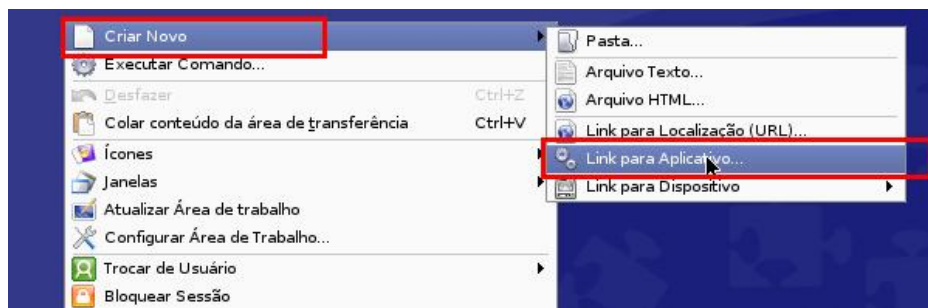 Criar Novo
Executar Comando...
Desfazer Ctrl+Z
Colar conteúdo da área de transferência Ctrl+V
Ícones
Janelas
Atualizar Área de trabalho
Configurar Área de Trabalho...
Trocar de Usuário
Bloquear Sessão
Pasta...
Arquivo Texto...
Arquivo HTML...
Link para Localização (URL)...
Link para Aplicativo...
Link para Dispositivo